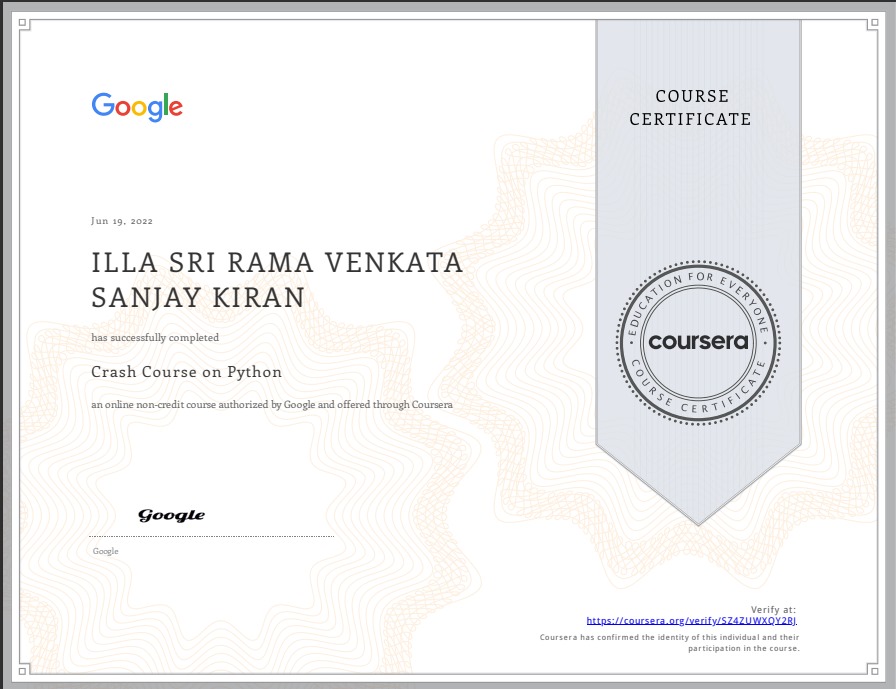 Google
COURSE
CERTIFICATE
Jun 19, 2022
ILLA SRI RAMA VENKATA
SANJAY KIRAN
has successfully completed
Crash Course on Python
an online non-credit course authorized by Google and offered through Coursera
EDUCATION FOR EVERYONE
coursera
COURSE CERTIFICATE
Google
Google
Verify at:
https://coursera.org/verify/SZ4ZUWXQY2RJ
Coursera has confirmed the identity of this individual and their
participation in the course.